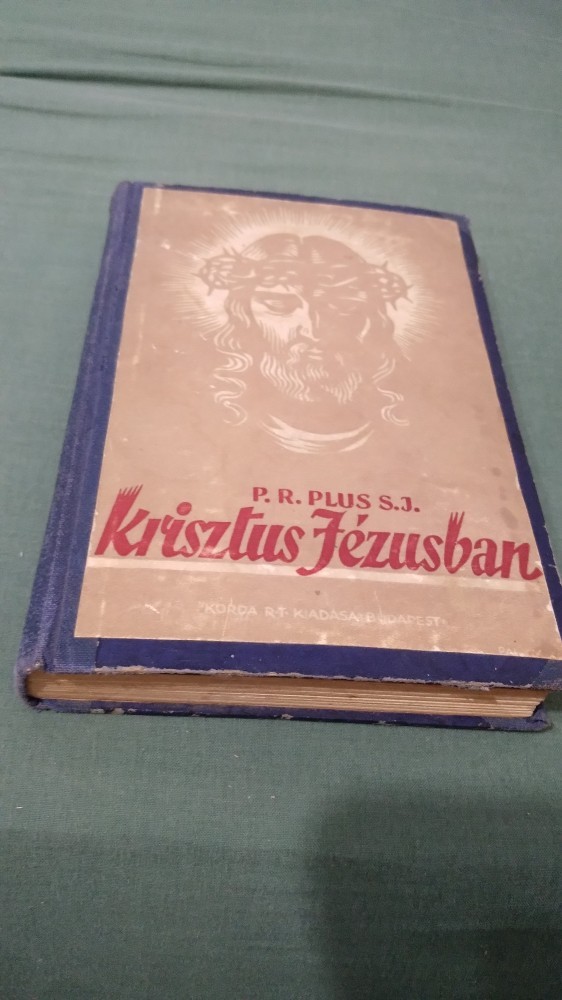 P. R. PLUS S.J.
Krisztus Jézusban
KORDA R.T. KIADÁSA BUDAPEST